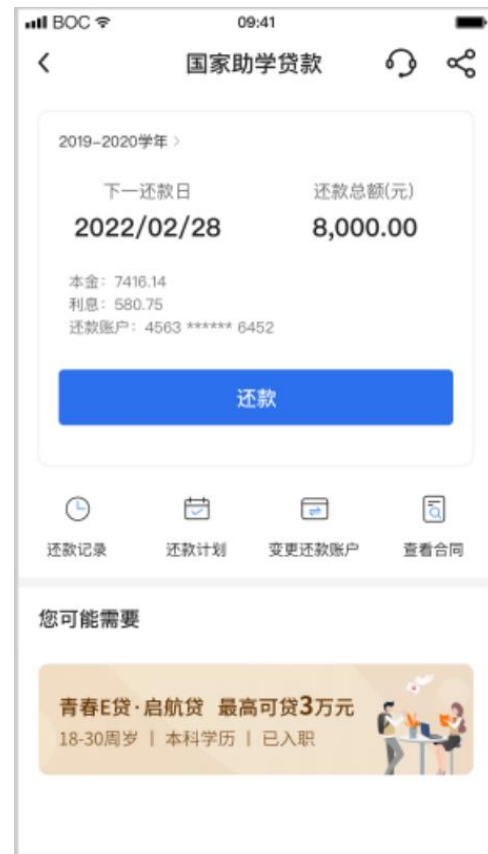 BOC 09:41
国家助学贷款
2019-2020学年
下一还款日 还款总额(元)
2022/02/28 8,000.00
本金：7416.14
利息：580.75
还款账户：4563 ****** 6452
还款
还款记录 还款计划 变更还款账户 查看合同
您可能需要
青春E贷·启航贷 最高可贷3万元
18-30周岁 | 本科学历 | 已入职